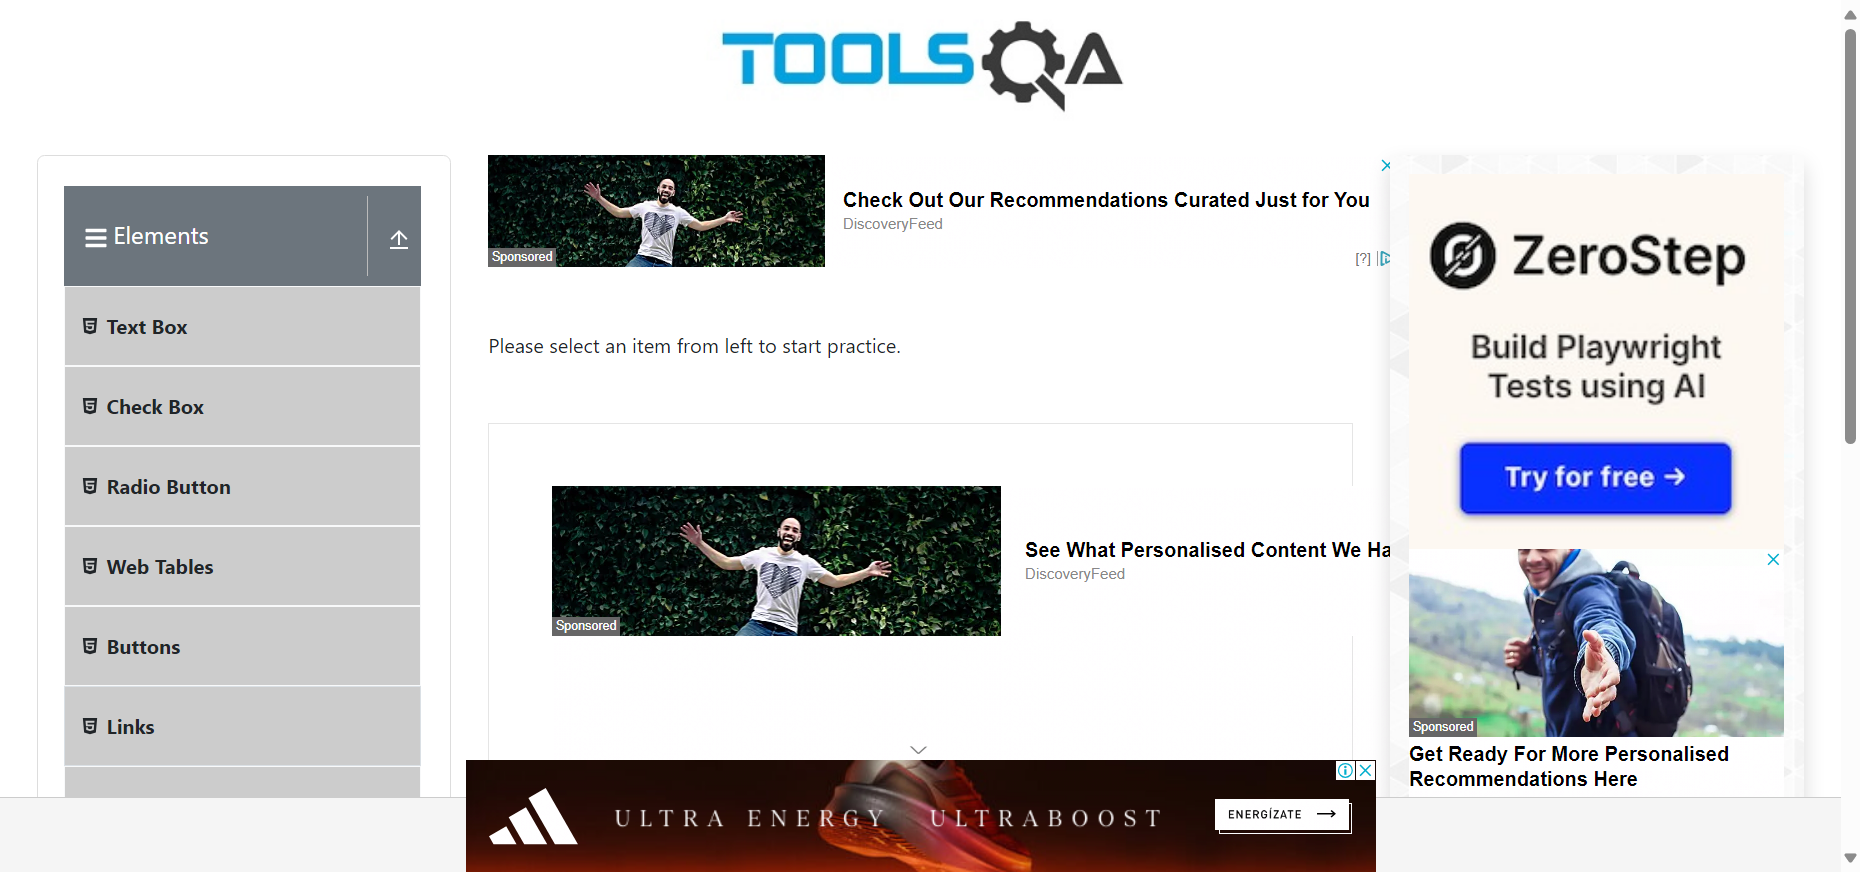 TOOLSQA
Elements
Text Box
Check Box
Radio Button
Web Tables
Buttons
Links
Sponsored
Check Out Our Recommendations Curated Just for You
DiscoveryFeed
[?]
Please select an item from left to start practice.
Sponsored
See What Personalised Content We Ha
DiscoveryFeed
ZeroStep
Build Playwright
Tests using AI
Try for free →
Sponsored
Get Ready For More Personalised
Recommendations Here
ULTRA ENERGY ULTRABOOST
ENERGÍZATE →